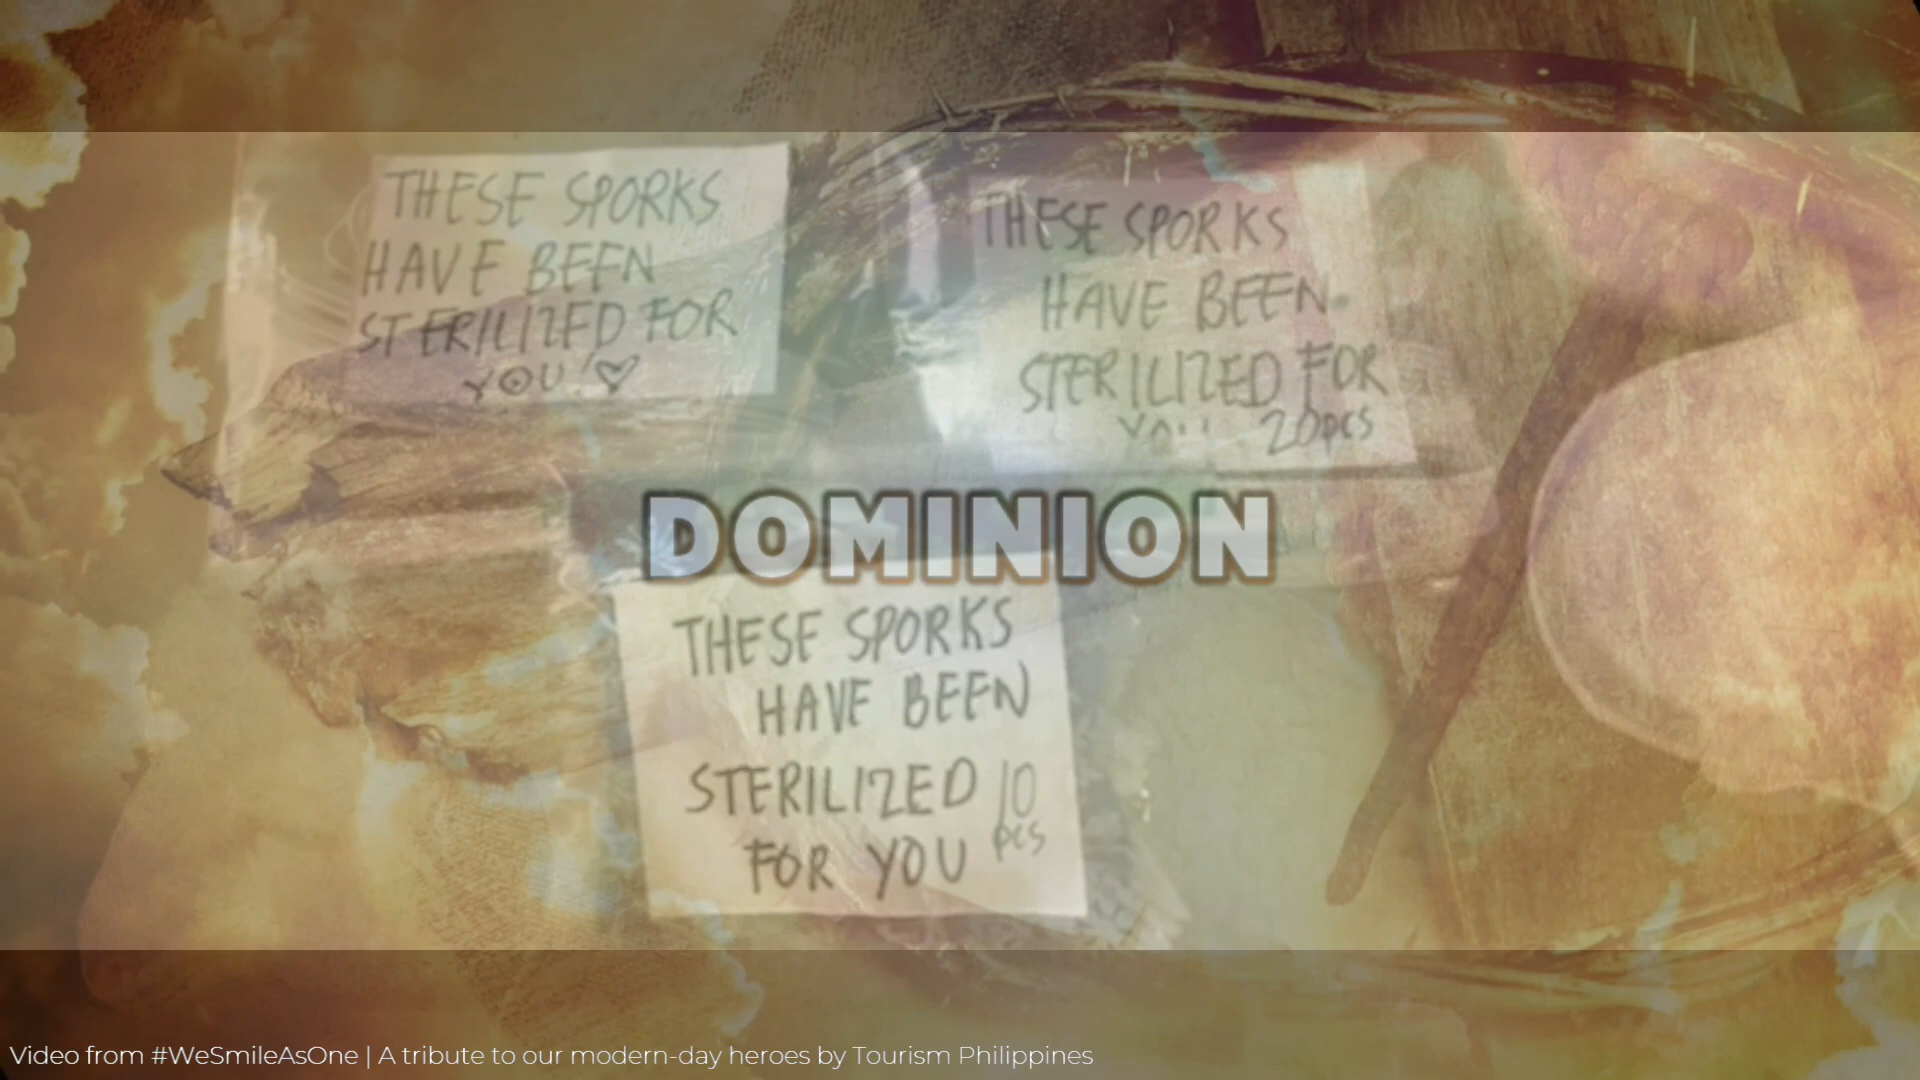 THESE SPORKS
HAVE BEEN
STERILIZED FOR
YOU ♡
THESE SPORKS
HAVE BEEN
STERILIZED FOR
YOU 20pcs
DOMINION
THESE SPORKS
HAVE BEEN
STERILIZED 10
pcs
FOR YOU
Video from #WeSmileAsOne | A tribute to our modern-day heroes by Tourism Philippines